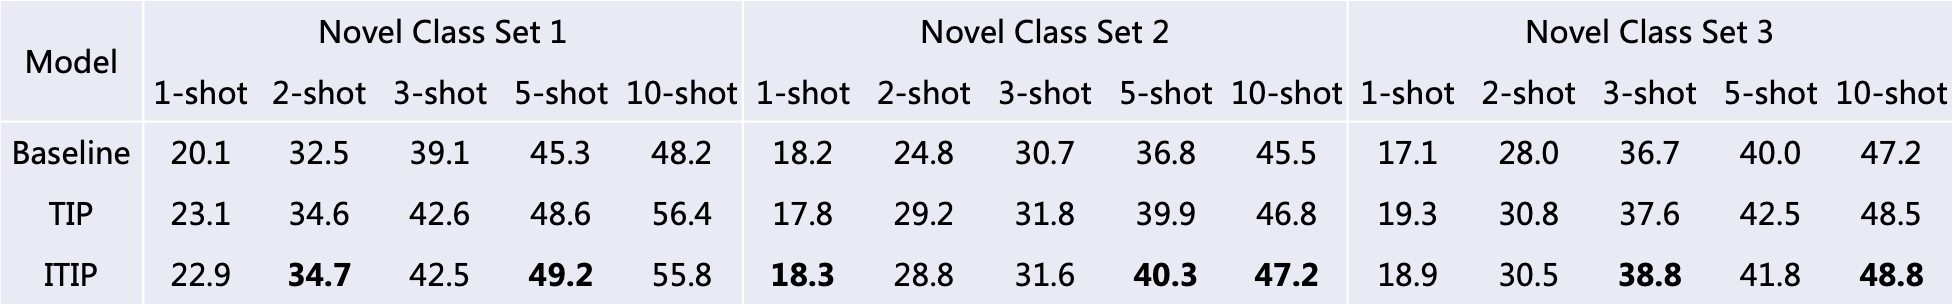 Model Novel Class Set 1 Novel Class Set 2 Novel Class Set 3
1-shot 2-shot 3-shot 5-shot 10-shot 1-shot 2-shot 3-shot 5-shot 10-shot 1-shot 2-shot 3-shot 5-shot 10-shot
Baseline 20.1 32.5 39.1 45.3 48.2 18.2 24.8 30.7 36.8 45.5 17.1 28.0 36.7 40.0 47.2
TIP 23.1 34.6 42.6 48.6 56.4 17.8 29.2 31.8 39.9 46.8 19.3 30.8 37.6 42.5 48.5
ITIP 22.9 34.7 42.5 49.2 55.8 18.3 28.8 31.6 40.3 47.2 18.9 30.5 38.8 41.8 48.8